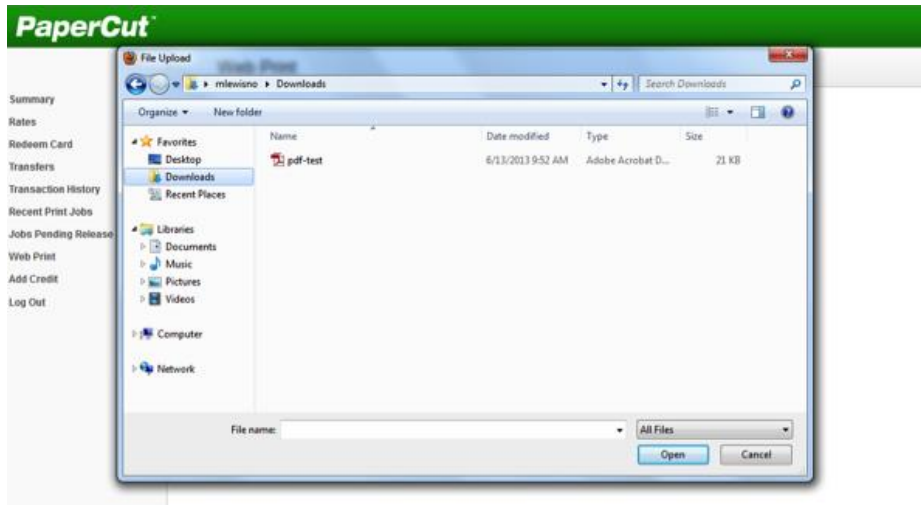 PaperCut
File Upload
Web Print
mlewisno ▸ Downloads
Search Downloads
Organize
New folder
Summary
Rates
Redeem Card
Transfers
Transaction History
Recent Print Jobs
Jobs Pending Release
Web Print
Add Credit
Log Out
Favorites
Desktop
Downloads
Recent Places
Libraries
Documents
Music
Pictures
Videos
Computer
Network
Name Date modified Type Size
pdf-test 6/13/2013 9:52 AM Adobe Acrobat D... 21 KB
File name:
All Files
Open Cancel